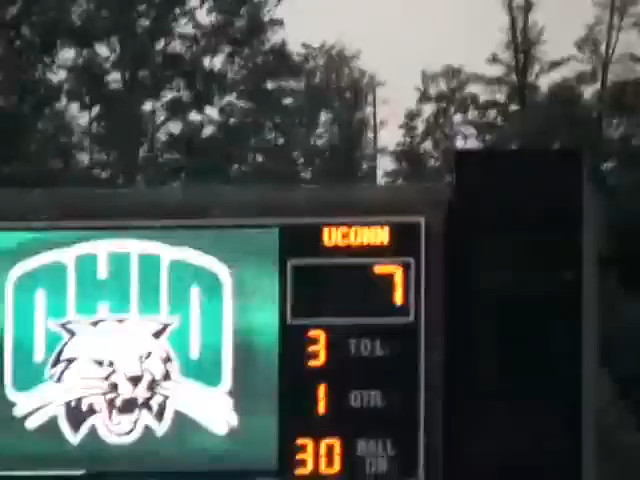 OHIO
UCONN
7
3 TOL
1 QTR
30 BALL
ON